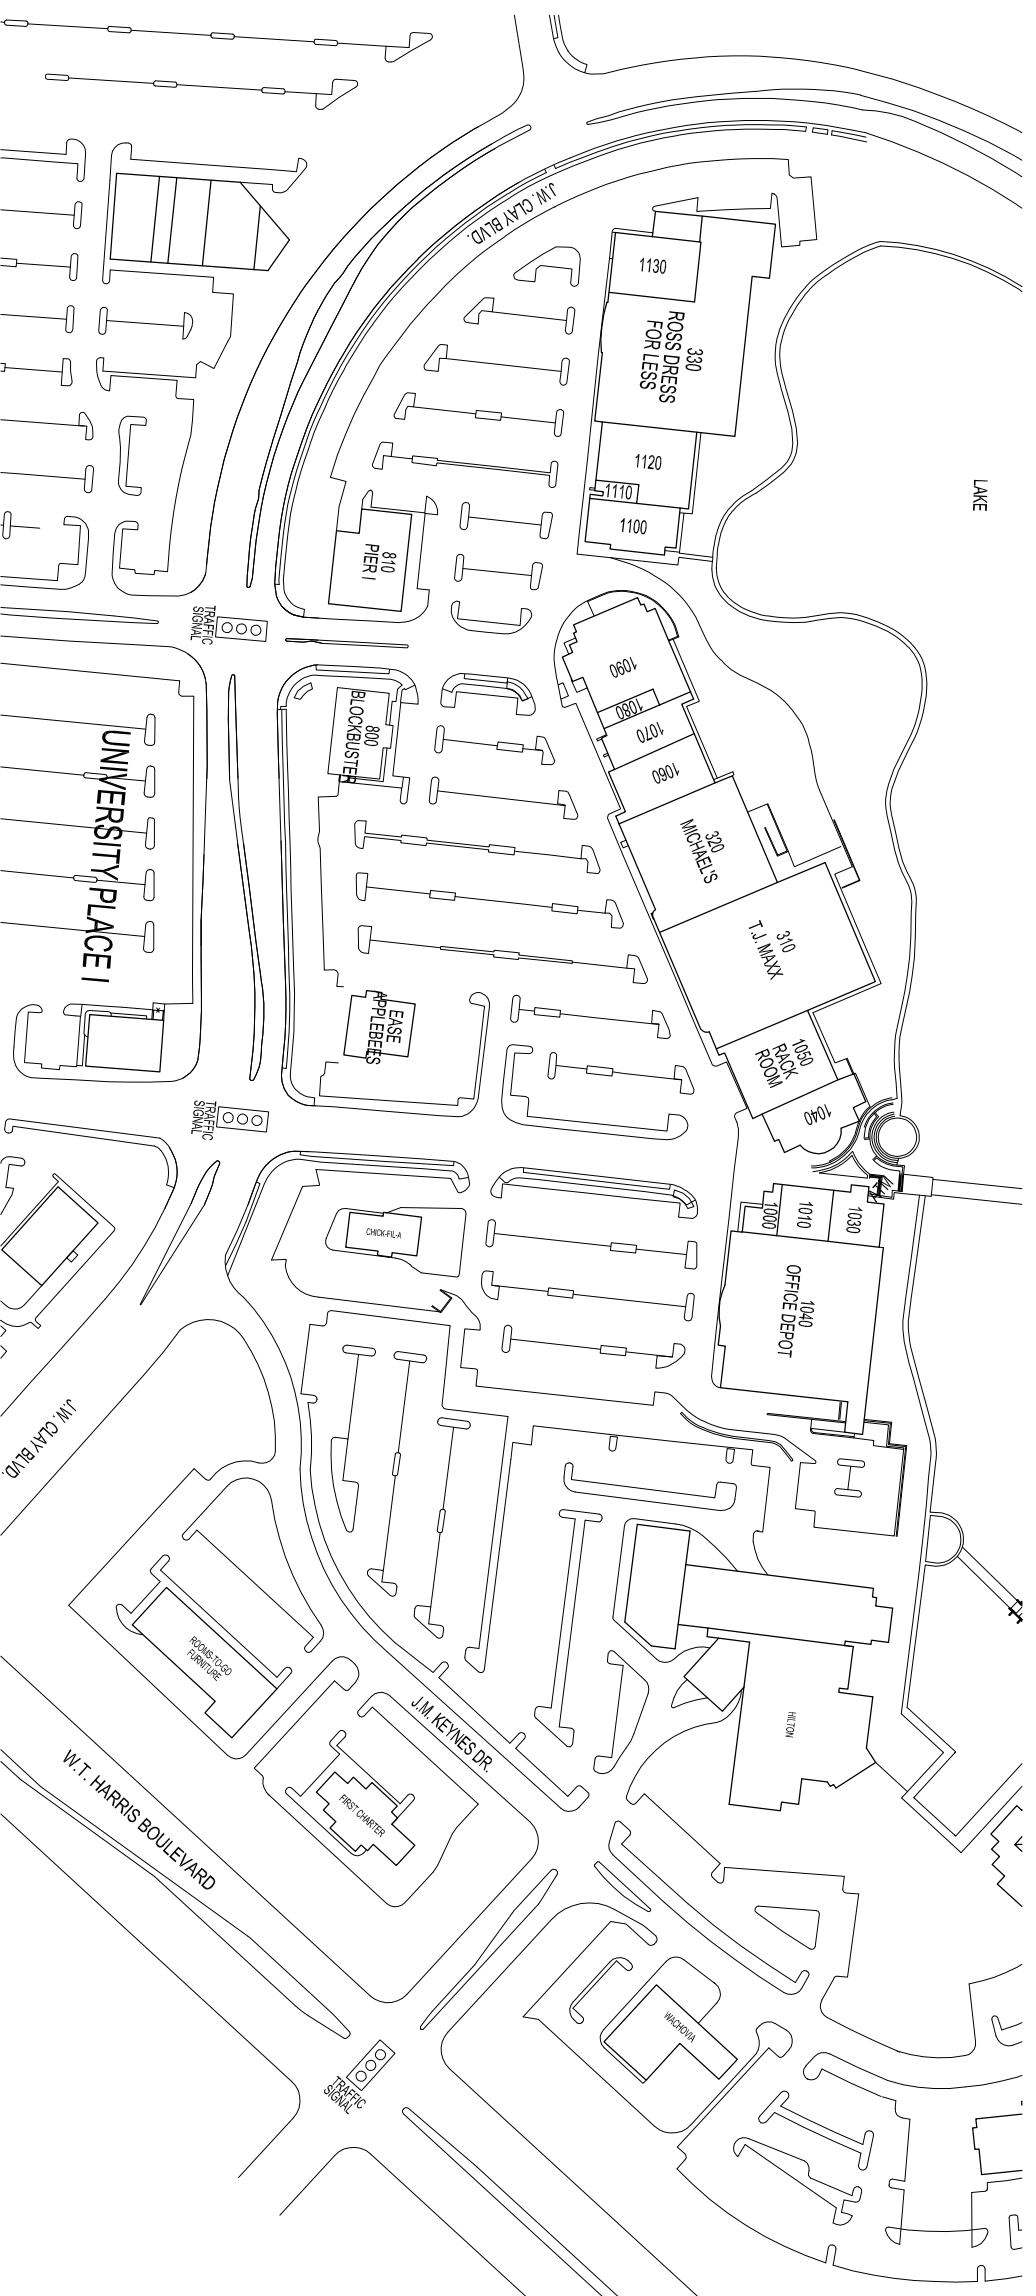 J.W. CLAY BLVD.
1130
330
ROSS DRESS
FOR LESS
1120
1110
1100
LAKE
810
PIER I
TRAFFIC
SIGNAL
1090
1080
1070
1060
800
BLOCKBUSTER
UNIVERSITY PLACE I
320
MICHAEL'S
310
T.J. MAXX
EASE
APPLEBEES
1050
RACK
ROOM
1040
TRAFFIC
SIGNAL
CHICK-FIL-A
1000
1010
1030
1040
OFFICE DEPOT
J.W. CLAY BLVD.
ROOMS-TO-GO
FURNITURE
J.M. KEYNES DR.
HILTON
FIRST CHARTER
W.T. HARRIS BOULEVARD
WACHOVIA
TRAFFIC
SIGNAL